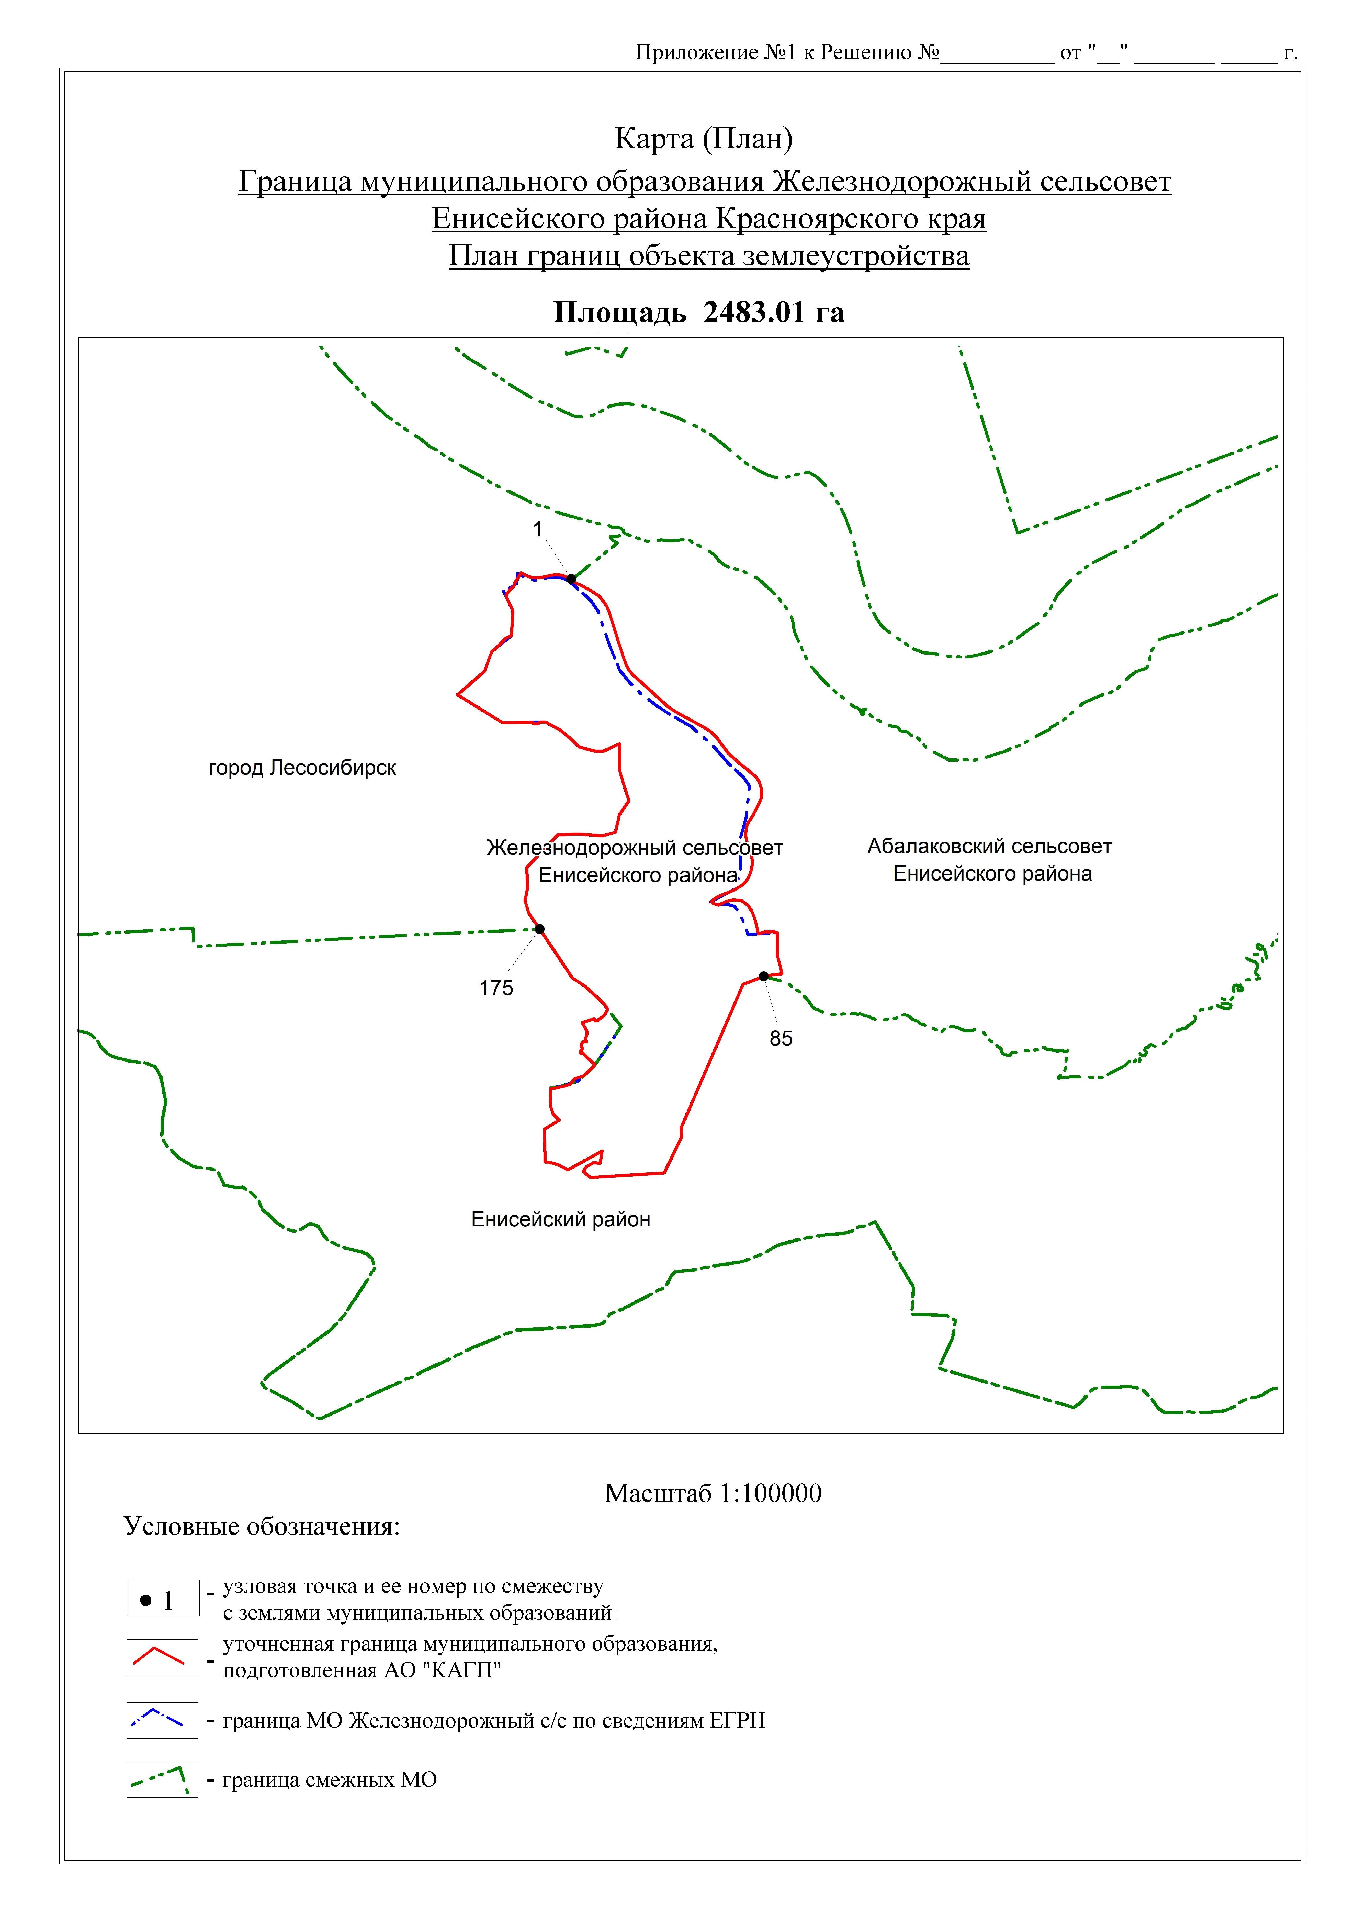 Приложение №1 к Решению №__________ от "__" _______ _____ г.
Карта (План)
Граница муниципального образования Железнодорожный сельсовет
Енисейского района Красноярского края
План границ объекта землеустройства
Площадь 2483.01 га
1
город Лесосибирск
Железнодорожный сельсовет
Енисейского района
Абалаковский сельсовет
Енисейского района
175
85
Енисейский район
Масштаб 1:100000
Условные обозначения:
1 - узловая точка и ее номер по смежеству
с землями муниципальных образований
- уточненная граница муниципального образования,
подготовленная АО "КАГП"
- граница МО Железнодорожный с/с по сведениям ЕГРН
- граница смежных МО